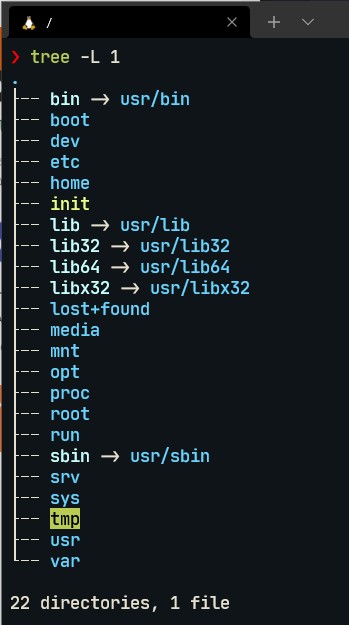 /
❯ tree -L 1
.
├── bin -> usr/bin
├── boot
├── dev
├── etc
├── home
├── init
├── lib -> usr/lib
├── lib32 -> usr/lib32
├── lib64 -> usr/lib64
├── libx32 -> usr/libx32
├── lost+found
├── media
├── mnt
├── opt
├── proc
├── root
├── run
├── sbin -> usr/sbin
├── srv
├── sys
├── tmp
├── usr
└── var
22 directories, 1 file